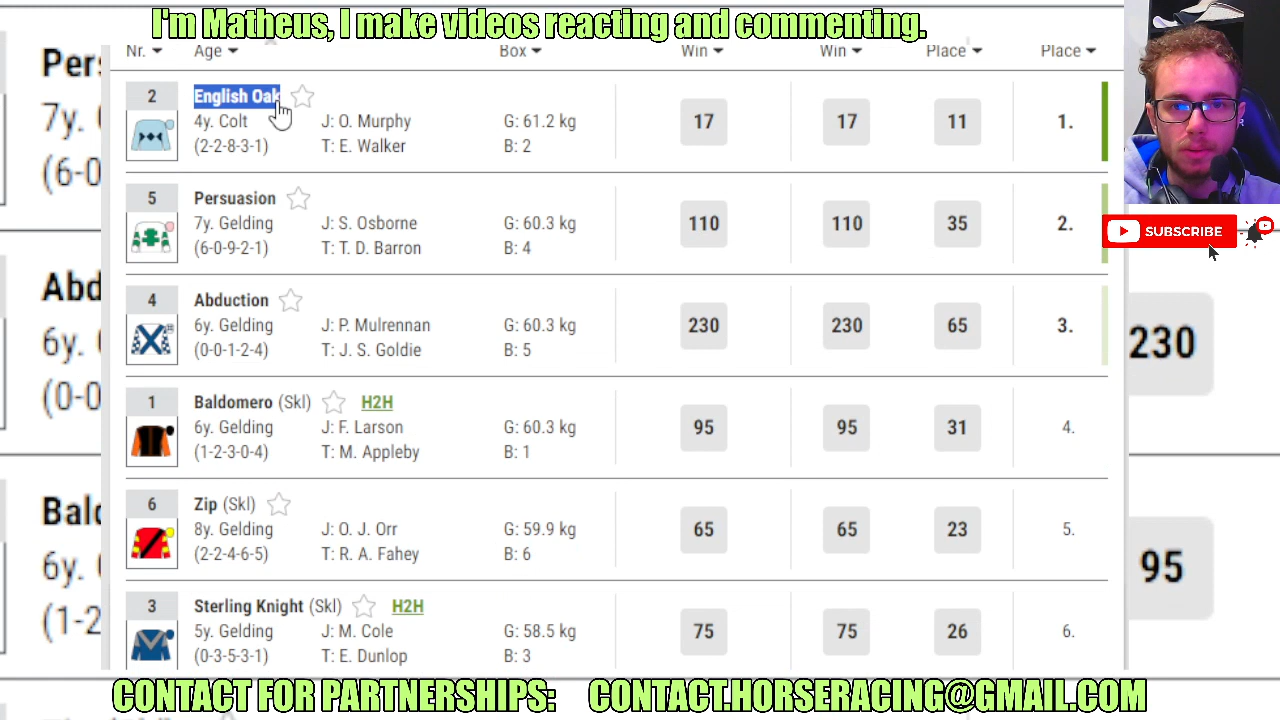 I'm Matheus, I make videos reacting and commenting.
Nr. Age Box Win Win Place Place
2 English Oak
4y. Colt J: O. Murphy G: 61.2 kg 17 17 11 1.
(2-2-8-3-1) T: E. Walker B: 2
5 Persuasion
7y. Gelding J: S. Osborne G: 60.3 kg 110 110 35 2.
(6-0-9-2-1) T: T. D. Barron B: 4
4 Abduction
6y. Gelding J: P. Mulrennan G: 60.3 kg 230 230 65 3.
(0-0-1-2-4) T: J. S. Goldie B: 5
1 Baldomero (Skl) H2H
6y. Gelding J: F. Larson G: 60.3 kg 95 95 31 4.
(1-2-3-0-4) T: M. Appleby B: 1
6 Zip (Skl)
8y. Gelding J: O. J. Orr G: 59.9 kg 65 65 23 5.
(2-2-4-6-5) T: R. A. Fahey B: 6
3 Sterling Knight (Skl) H2H
5y. Gelding J: M. Cole G: 58.5 kg 75 75 26 6.
(0-3-5-3-1) T: E. Dunlop B: 3
SUBSCRIBE
230
95
Pers
7y.
(6-0
Abd
6y.
(0-0
Bald
6y.
(1-2
CONTACT FOR PARTNERSHIPS: CONTACT.HORSERACING@GMAIL.COM